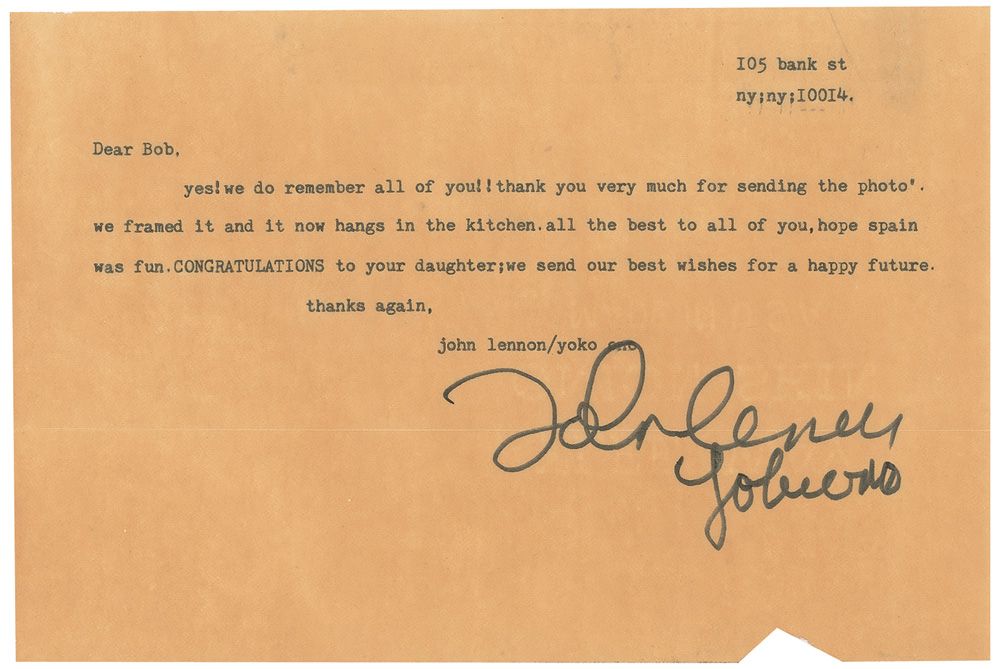 105 bank st
ny;ny;10014.
Dear Bob,
yes!we do remember all of you!!thank you very much for sending the photo'.
we framed it and it now hangs in the kitchen.all the best to all of you,hope spain
was fun.CONGRATULATIONS to your daughter;we send our best wishes for a happy future.
thanks again,
john lennon/yoko ono
John Lennon
Yoko Ono